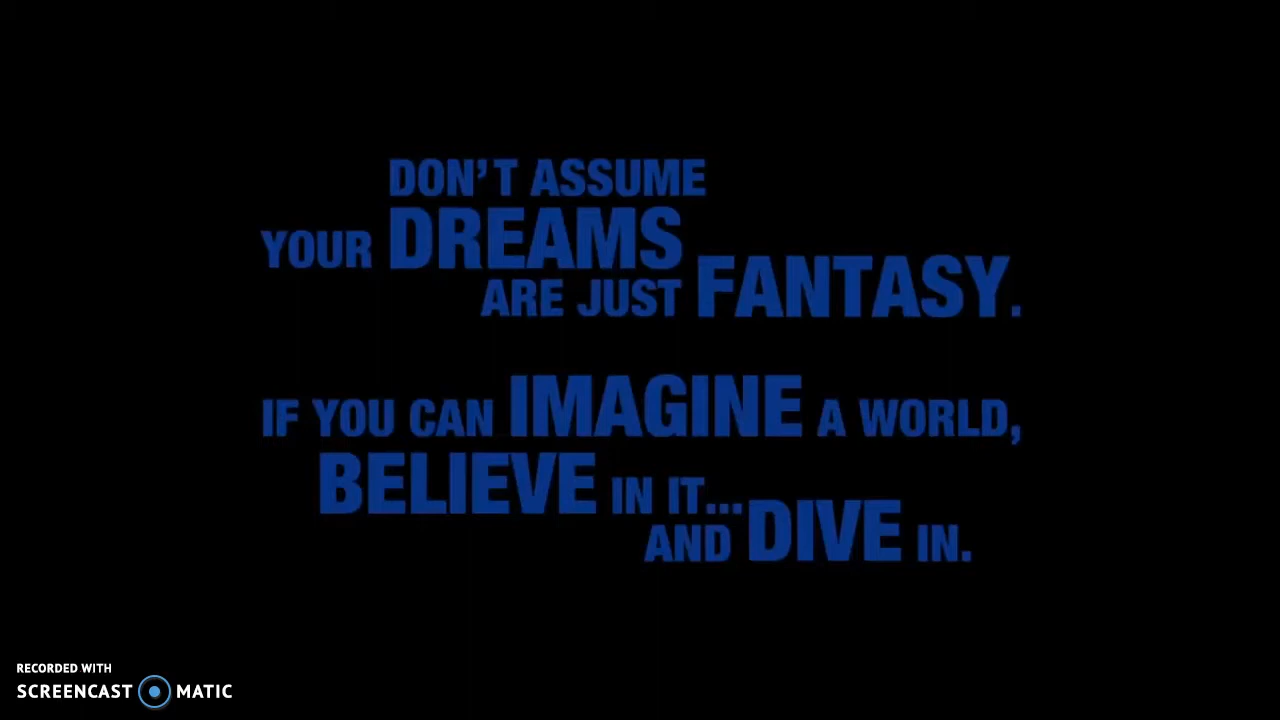 DON'T ASSUME
YOUR DREAMS
ARE JUST FANTASY.
IF YOU CAN IMAGINE A WORLD,
BELIEVE IN IT...
AND DIVE IN.
RECORDED WITH
SCREENCAST MATIC